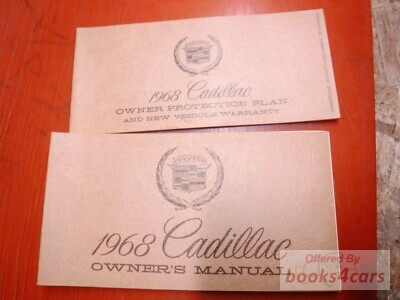 1968 Cadillac
OWNER PROTECTION PLAN
AND NEW VEHICLE WARRANTY
1968 Cadillac
OWNER'S MANUAL
Offered By
books4cars